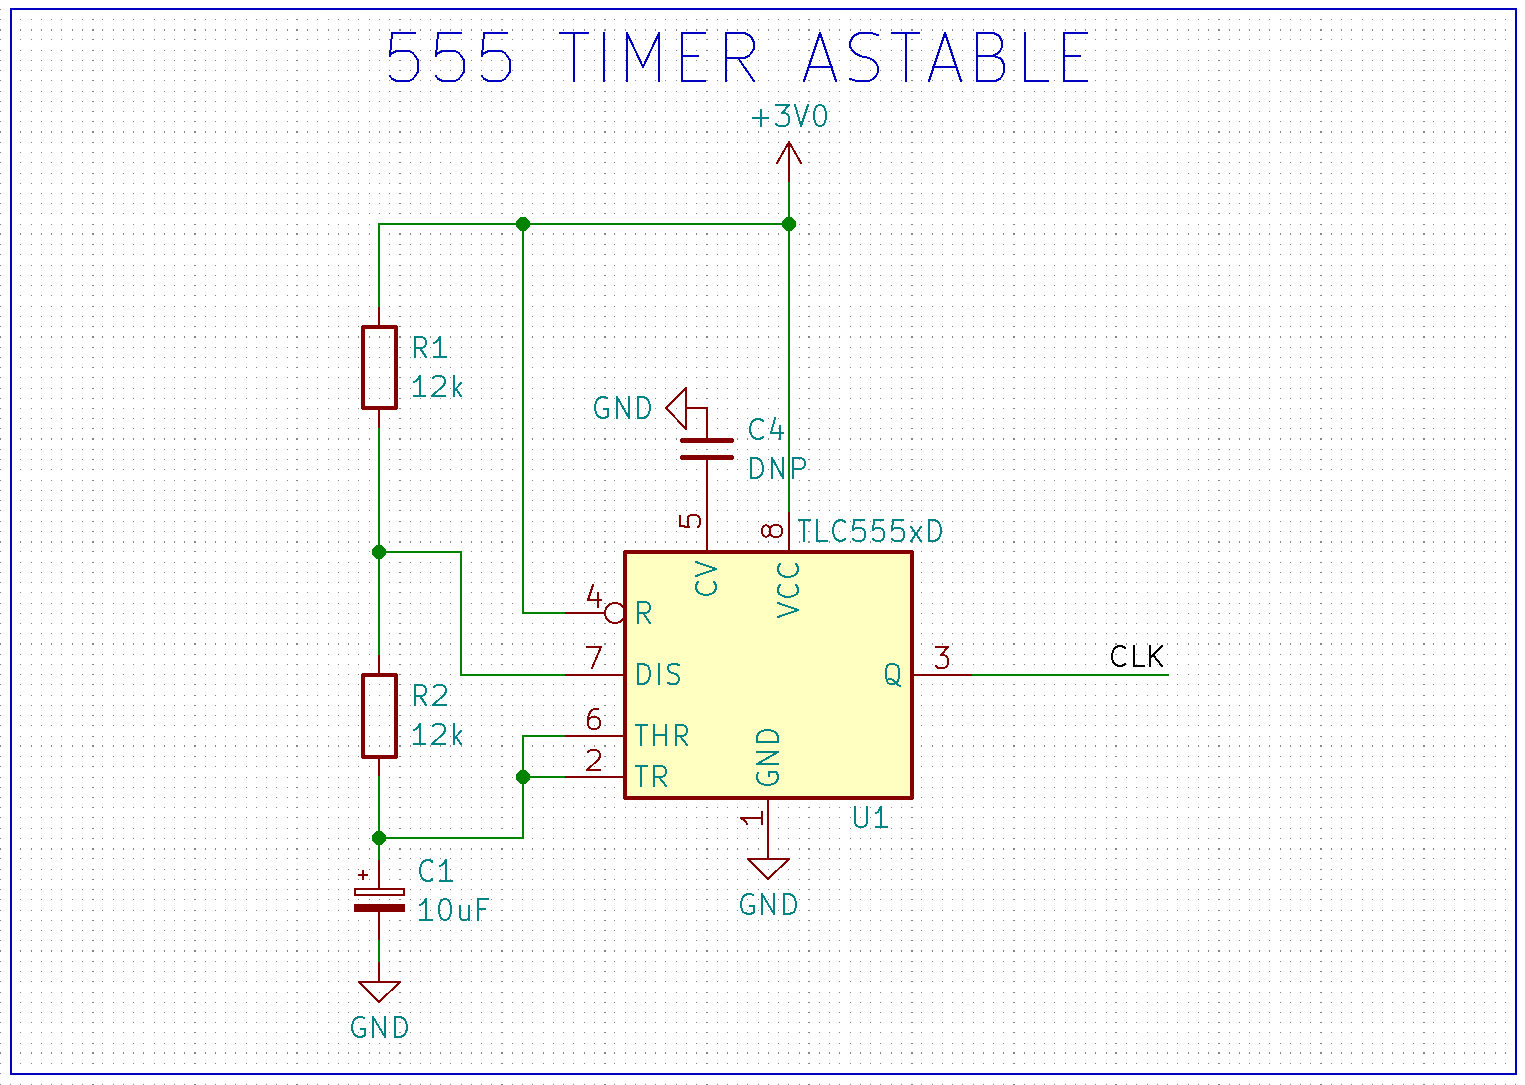 555 TIMER ASTABLE
+3V0
R1
12k
GND
C4
DNP
5
8
TLC555xD
CV
VCC
4
R
7
DIS
Q
3
CLK
R2
12k
6
THR
2
TR
GND
1
U1
C1
+
10uF
GND
GND